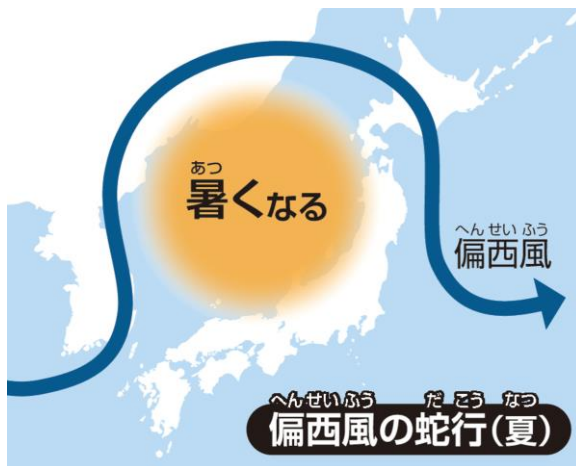 あつ
暑くなる
へんせいふう
偏西風
へんせいふう だこう なつ
偏西風の蛇行(夏)